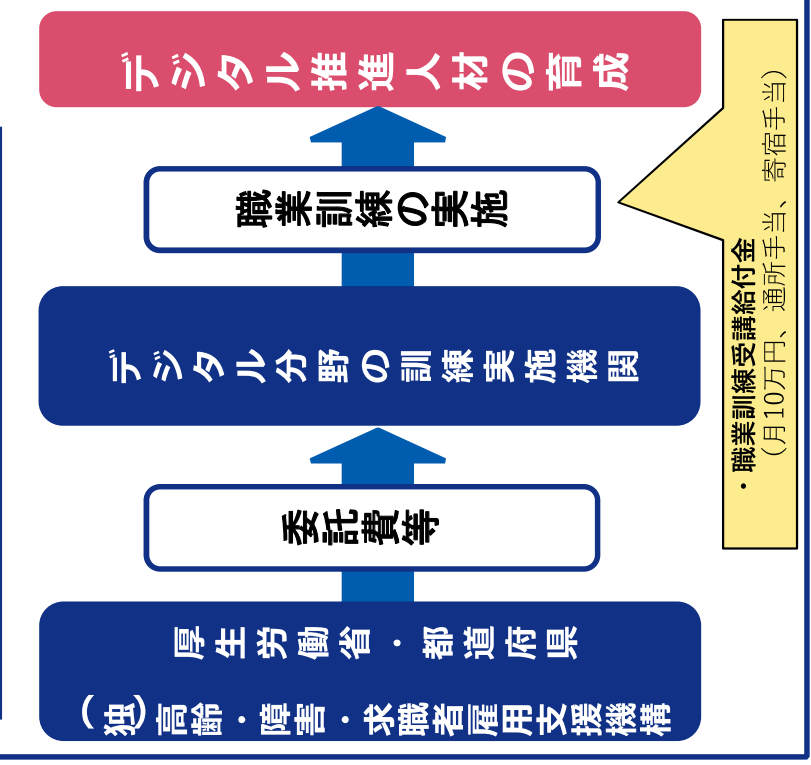 デジタル推進人材の育成
職業訓練の実施
デジタル分野の訓練実施機関
委託費等
厚生労働省・都道府県
（独）高齢・障害・求職者雇用支援機構
・職業訓練受講給付金
（月10万円、通所手当、寄宿手当）